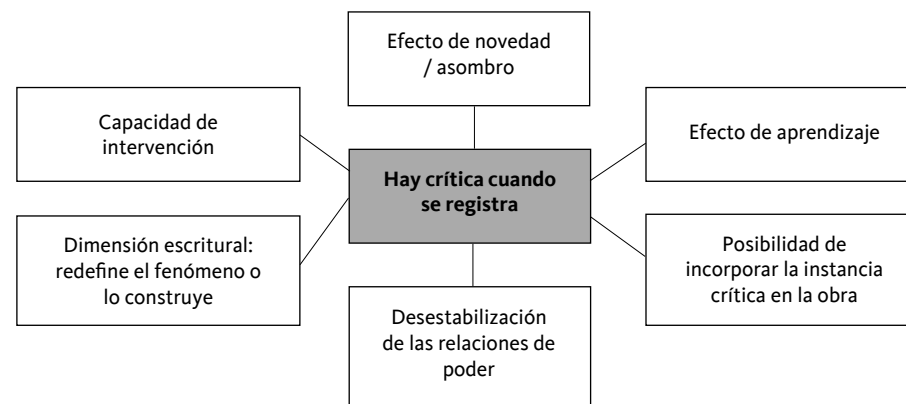 Efecto de novedad
/ asombro
Capacidad de
intervención
Efecto de aprendizaje
Hay crítica cuando
se registra
Dimensión escritural:
redefine el fenómeno o
lo construye
Posibilidad de
incorporar la instancia
crítica en la obra
Desestabilización
de las relaciones de
poder